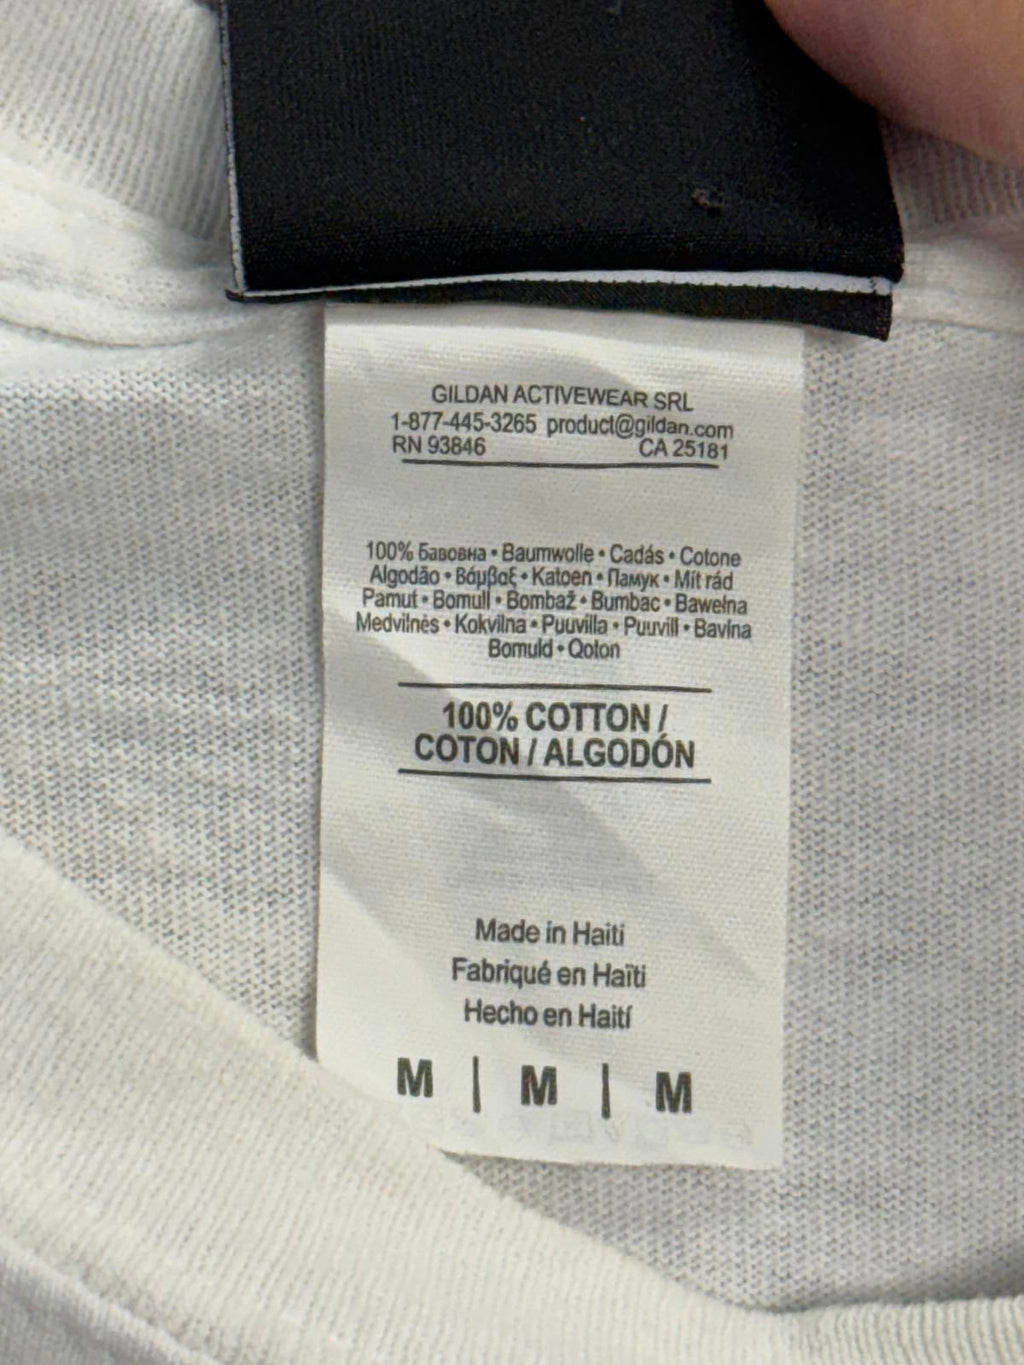 GILDAN ACTIVEWEAR SRL
1-877-445-3265 product@gildan.com
RN 93846 CA 25181
100% бавовна • Baumwolle • Cadás • Cotone
Algodão • Βάμβαξ • Katoen • Памук • Mit rád
Pamut • Bomull • Bombaž • Bumbac • Bawełna
Medvilnės • Kokvilna • Puuvilla • Puuvill • Bavlna
Bomuld • Qoton
100% COTTON /
COTON / ALGODÓN
Made in Haiti
Fabriqué en Haïti
Hecho en Haití
M | M | M